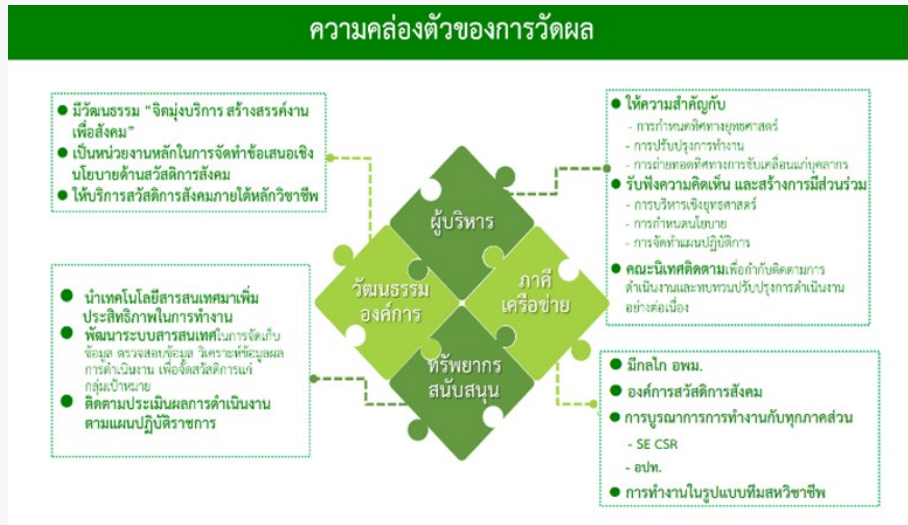 ความคล่องตัวของการวัดผล
● มีวัฒนธรรม "จิตมุ่งบริการ สร้างสรรค์งาน
เพื่อสังคม"
● เป็นหน่วยงานหลักในการจัดทำข้อเสนอเชิง
นโยบายด้านสวัสดิการสังคม
● ให้บริการสวัสดิการสังคมภายใต้หลักวิชาชีพ
● ให้ความสำคัญกับ
- การกำหนดทิศทางยุทธศาสตร์
- การปรับปรุงการทำงาน
- การถ่ายทอดทิศทางการขับเคลื่อนแก่บุคลากร
● รับฟังความคิดเห็น และสร้างการมีส่วนร่วม
- การบริหารเชิงยุทธศาสตร์
- การกำหนดนโยบาย
- การจัดทำแผนปฏิบัติการ
● คณะนิเทศติดตามเพื่อกำกับติดตามการ
ดำเนินงานและทบทวนปรับปรุงการดำเนินงาน
อย่างต่อเนื่อง
ผู้บริหาร
วัฒนธรรม
องค์การ
ภาคี
เครือข่าย
ทรัพยากร
สนับสนุน
● นำเทคโนโลยีสารสนเทศมาเพิ่ม
ประสิทธิภาพในการทำงาน
● พัฒนาระบบสารสนเทศในการจัดเก็บ
ข้อมูล ตรวจสอบข้อมูล วิเคราะห์ข้อมูลผล
การดำเนินงาน เพื่อจัดสวัสดิการแก่
กลุ่มเป้าหมาย
● ติดตามประเมินผลการดำเนินงาน
ตามแผนปฏิบัติราชการ
● มีกลไก อพม.
● องค์การสวัสดิการสังคม
● การบูรณาการการทำงานกับทุกภาคส่วน
- SE CSR
- อปท.
● การทำงานในรูปแบบทีมสหวิชาชีพ